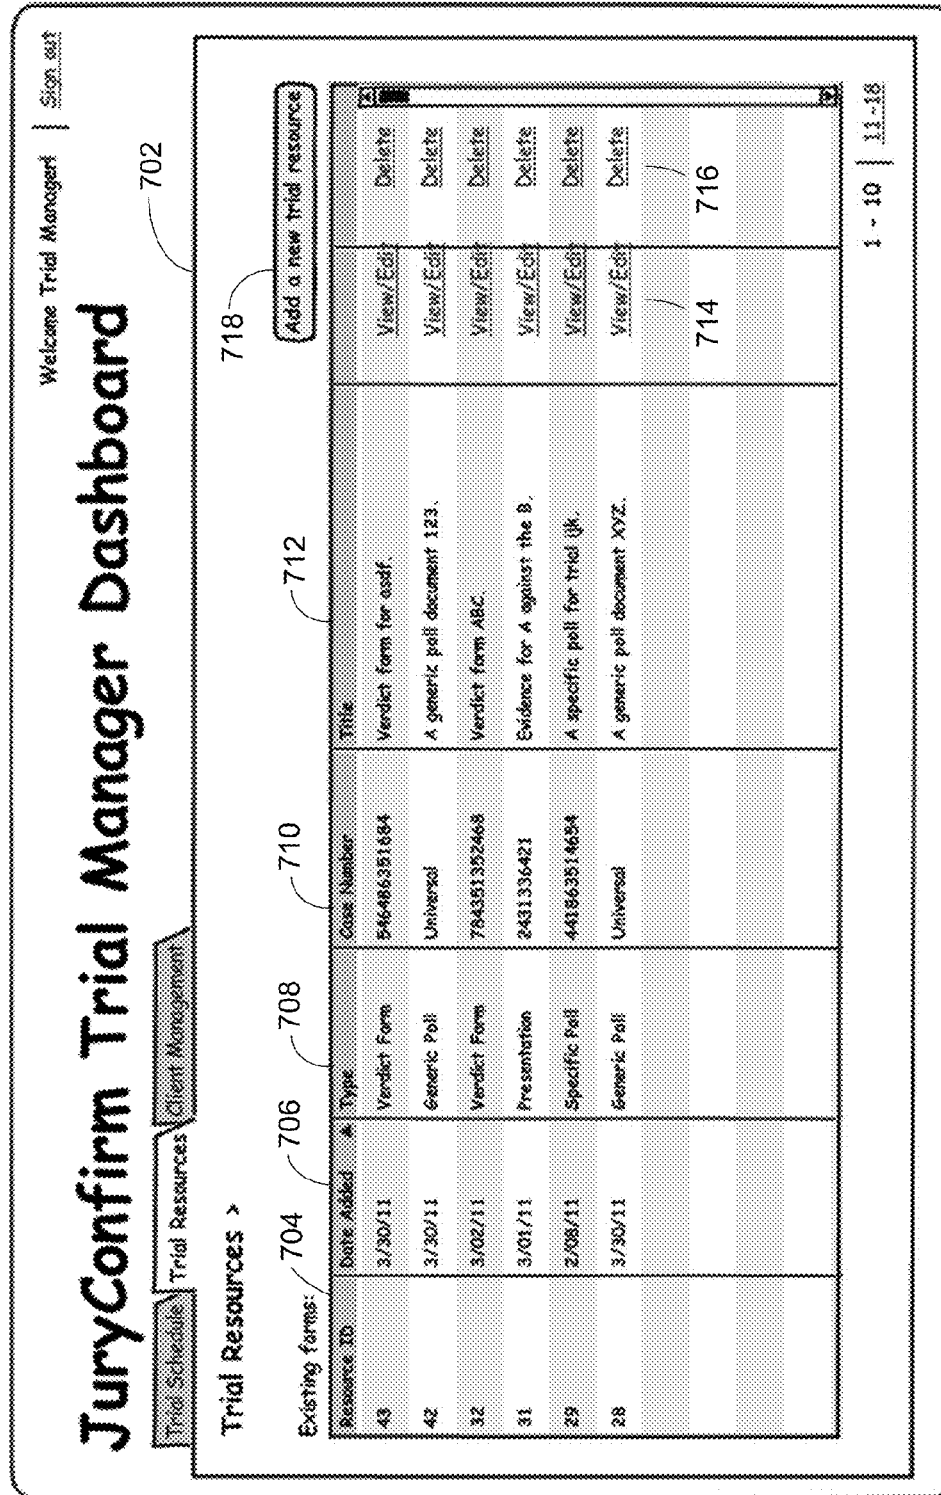 Welcome Trial Manager! | Sign out
JuryConfirm Trial Manager Dashboard
Trial Schedule Trial Resources Client Management
702
Trial Resources >
718
Existing forms: 704 706 708 710 712 Add a new trial resource
Resource ID Date Added ▲ Type Case Number Title
43 3/30/11 Verdict Form 546486351684 Verdict form for asdf. View/Edit Delete
42 3/30/11 Generic Poll Universal A generic poll document 123. View/Edit Delete
32 3/02/11 Verdict Form 784351352468 Verdict form ABC. View/Edit Delete
31 3/01/11 Presentation 2431336421 Evidence for A against the B. View/Edit Delete
29 2/08/11 Specific Poll 441863514654 A specific poll for trial ijk. View/Edit Delete
28 3/30/11 Generic Poll Universal A generic poll document XYZ. View/Edit Delete
714 716
1 - 10 | 11-18